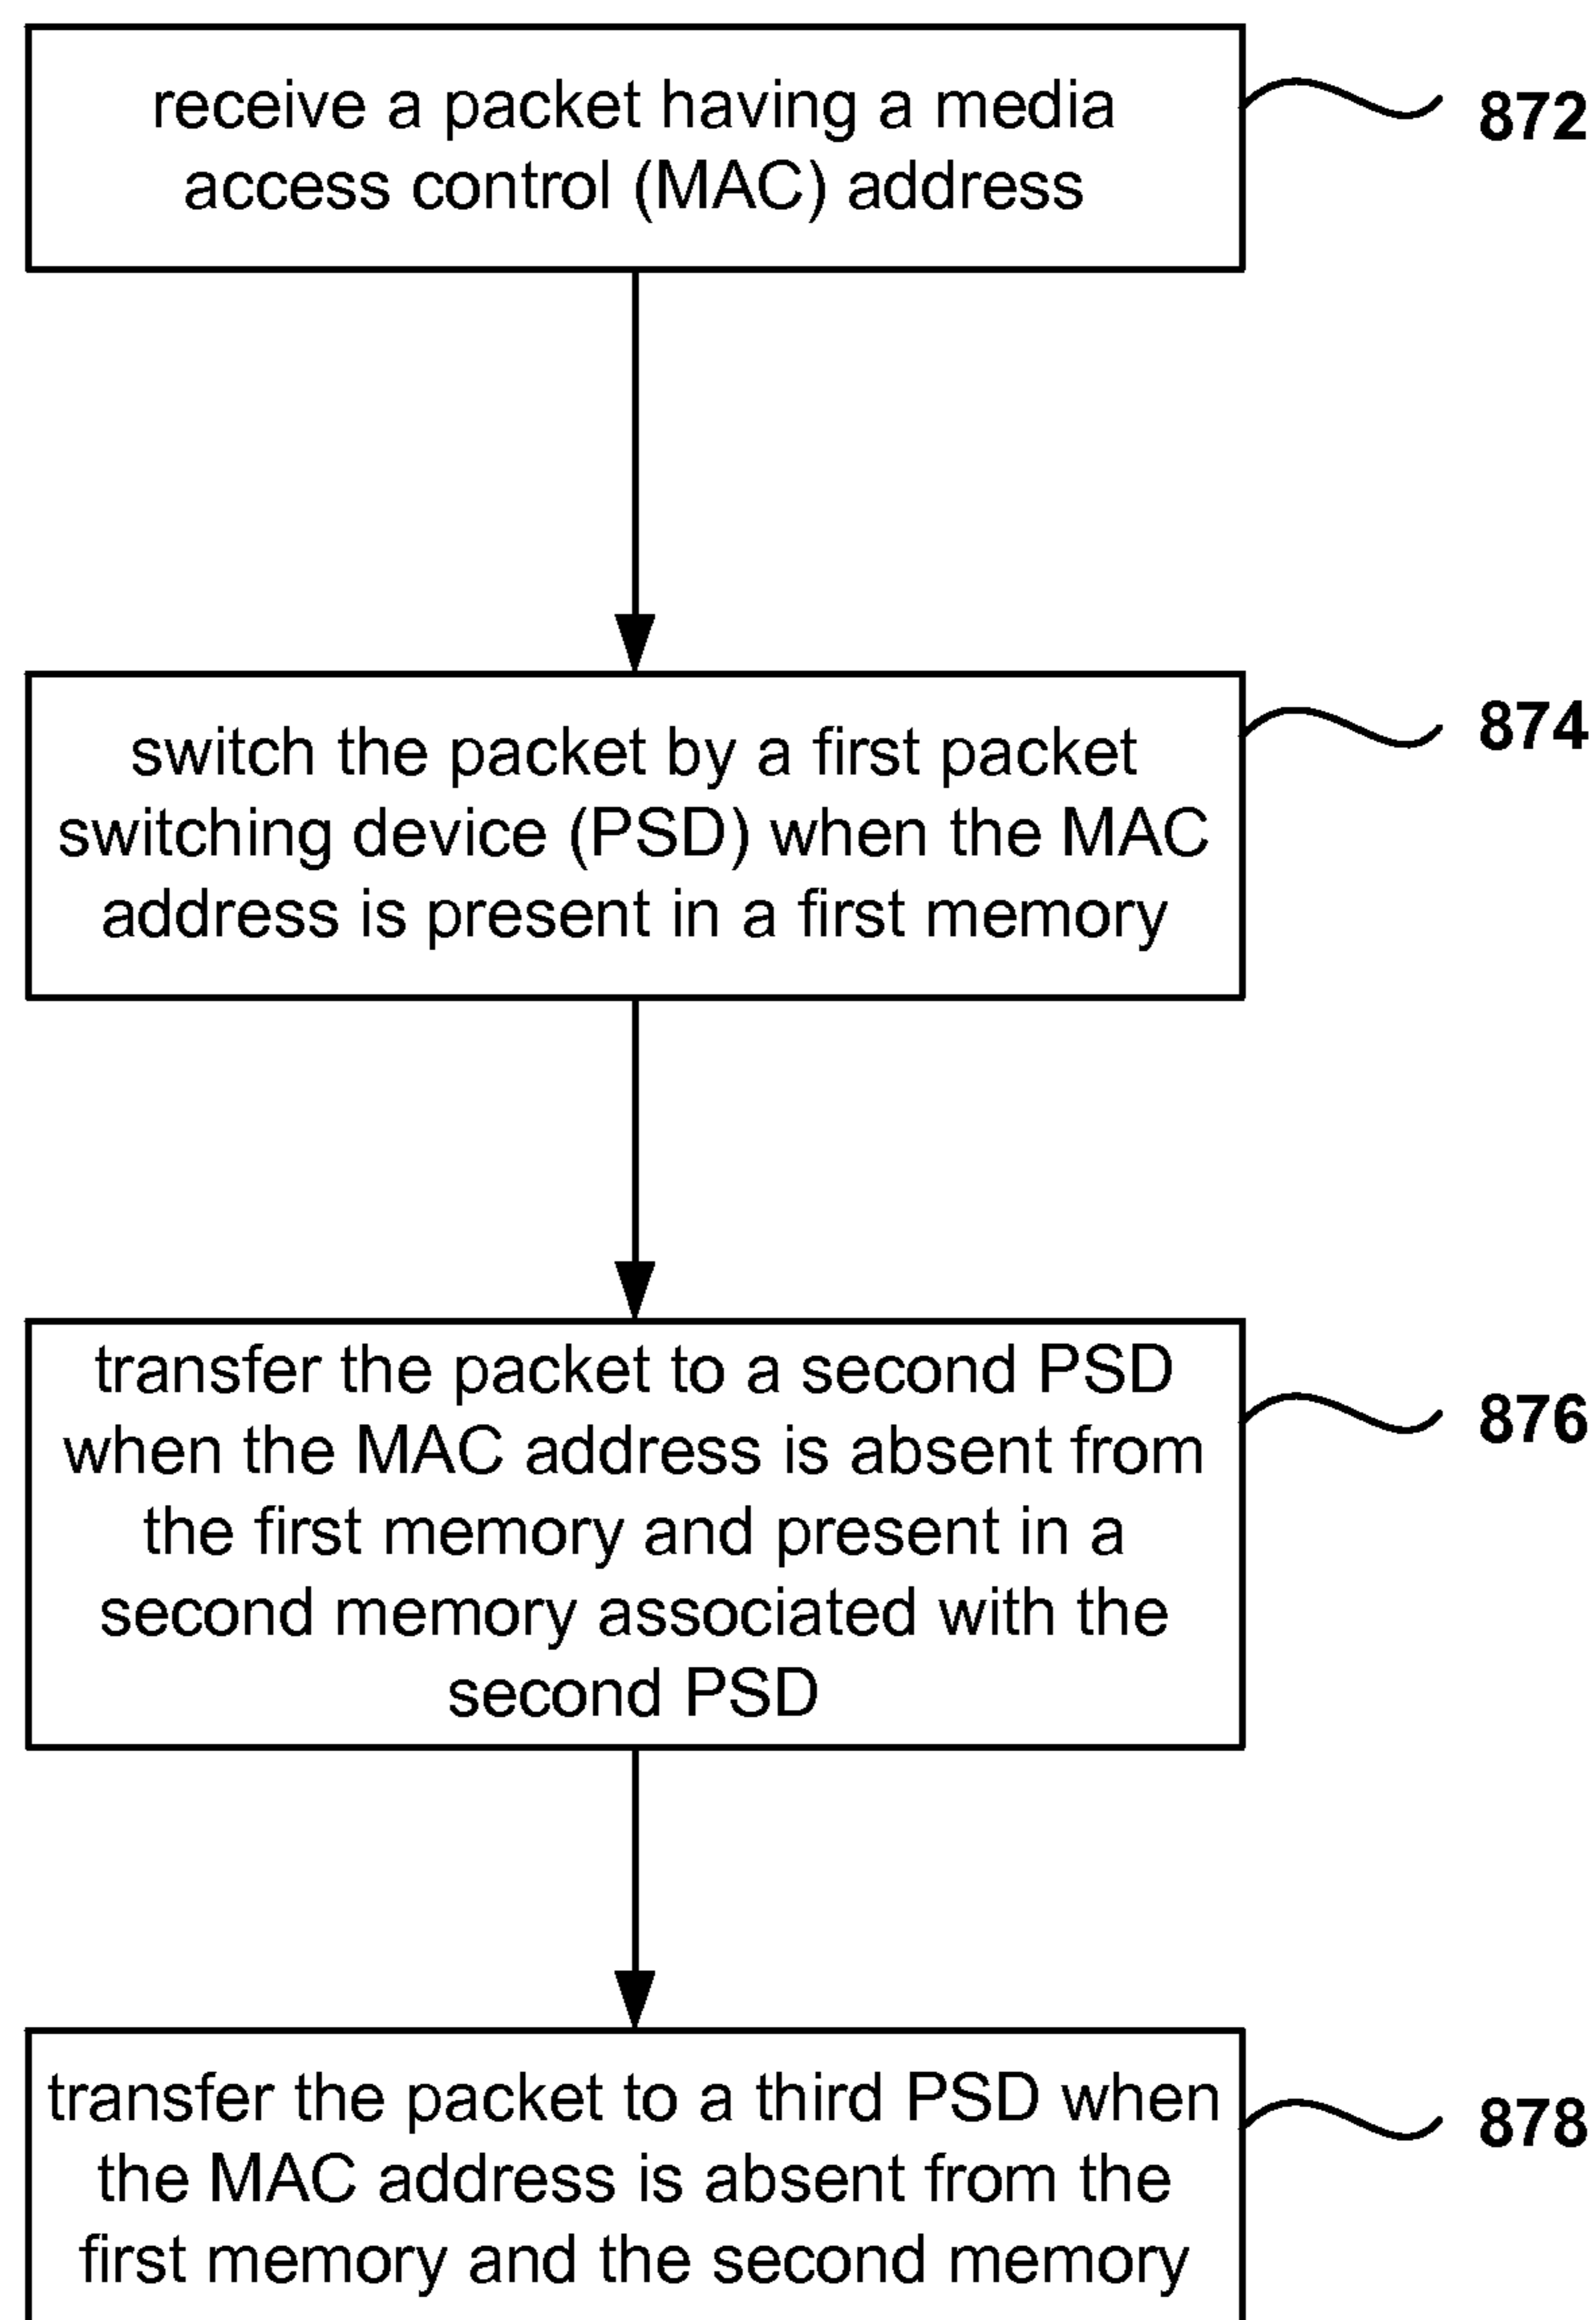 receive a packet having a media
access control (MAC) address
872
switch the packet by a first packet
switching device (PSD) when the MAC
address is present in a first memory
874
transfer the packet to a second PSD
when the MAC address is absent from
the first memory and present in a
second memory associated with the
second PSD
876
transfer the packet to a third PSD when
the MAC address is absent from the
first memory and the second memory
878